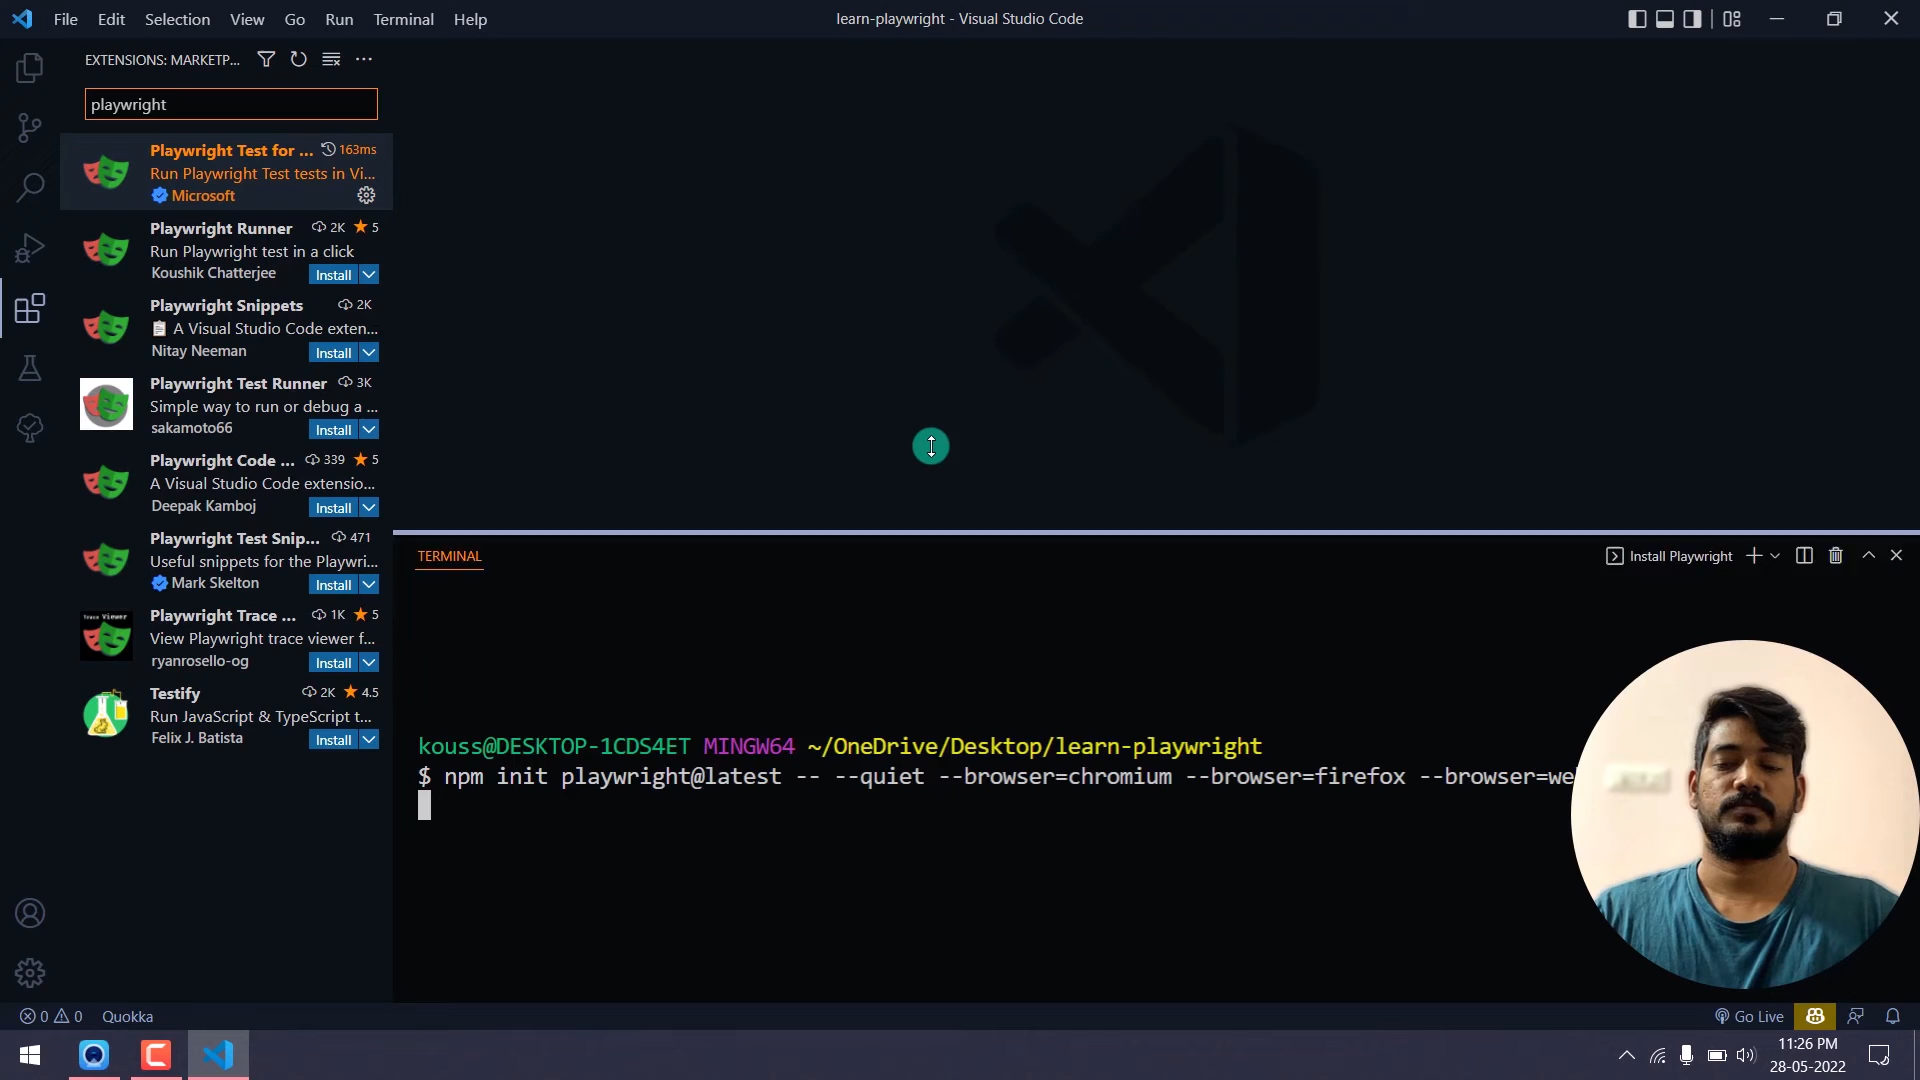 File Edit Selection View Go Run Terminal Help
learn-playwright - Visual Studio Code
EXTENSIONS: MARKETP...
playwright
Playwright Test for ... 163ms
Run Playwright Test tests in Vi...
Microsoft
Playwright Runner 2K 5
Run Playwright test in a click
Koushik Chatterjee Install
Playwright Snippets 2K
A Visual Studio Code exten...
Nitay Neeman Install
Playwright Test Runner 3K
Simple way to run or debug a ...
sakamoto66 Install
Playwright Code ... 339 5
A Visual Studio Code extensio...
Deepak Kamboj Install
Playwright Test Snip... 471
Useful snippets for the Playwri...
Mark Skelton Install
Trace Viewer
Playwright Trace ... 1K 5
View Playwright trace viewer f...
ryanrosello-og Install
Testify 2K 4.5
Run JavaScript & TypeScript t...
Felix J. Batista Install
TERMINAL
Install Playwright
kouss@DESKTOP-1CDS4ET MINGW64 ~/OneDrive/Desktop/learn-playwright
$ npm init playwright@latest -- --quiet --browser=chromium --browser=firefox --browser=we
0 0 Quokka
Go Live
11:26 PM
28-05-2022